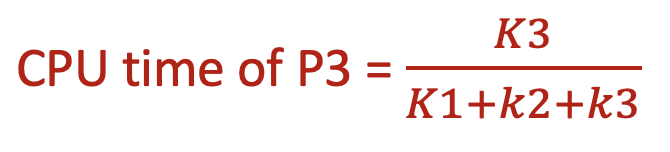 CPU time of P3 = K3
K1+k2+k3